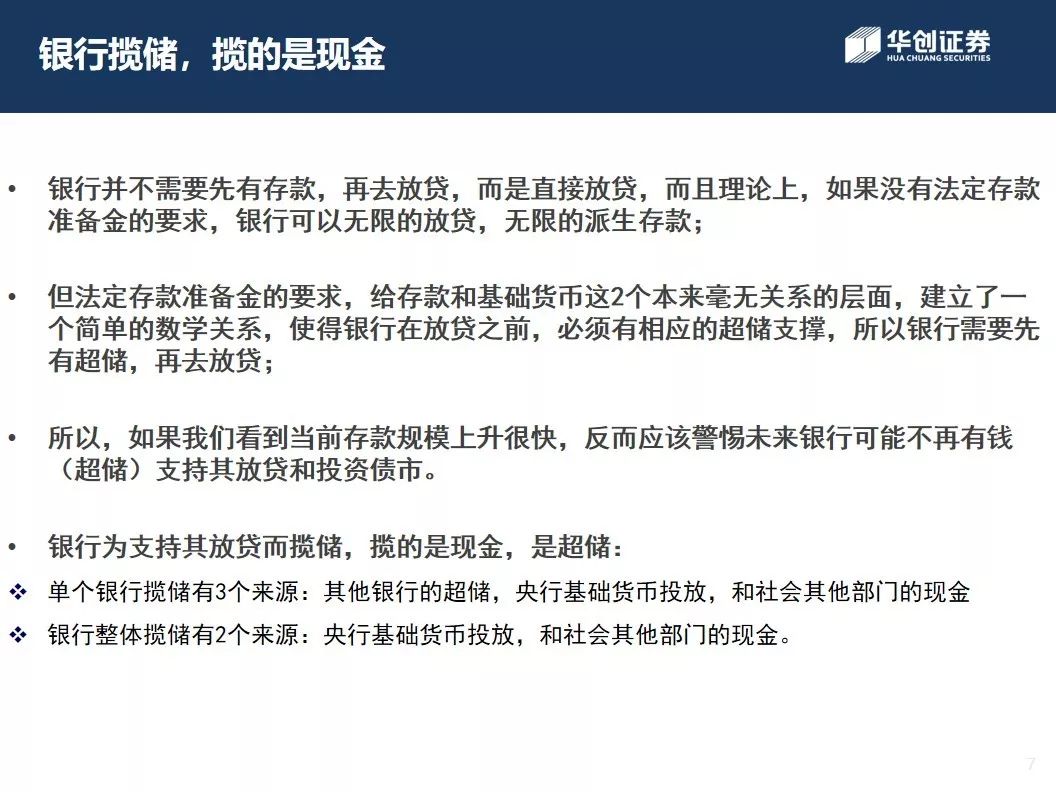 银行揽储，揽的是现金
华创证券
HUA CHUANG SECURITIES
• 银行并不需要先有存款，再去放贷，而是直接放贷，而且理论上，如果没有法定存款
准备金的要求，银行可以无限的放贷，无限的派生存款；
• 但法定存款准备金的要求，给存款和基础货币这2个本来毫无关系的层面，建立了一
个简单的数学关系，使得银行在放贷之前，必须有相应的超储支撑，所以银行需要先
有超储，再去放贷；
• 所以，如果我们看到当前存款规模上升很快，反而应该警惕未来银行可能不再有钱
（超储）支持其放贷和投资债市。
• 银行为支持其放贷而揽储，揽的是现金，是超储：
❖ 单个银行揽储有3个来源：其他银行的超储，央行基础货币投放，和社会其他部门的现金
❖ 银行整体揽储有2个来源：央行基础货币投放，和社会其他部门的现金。
7